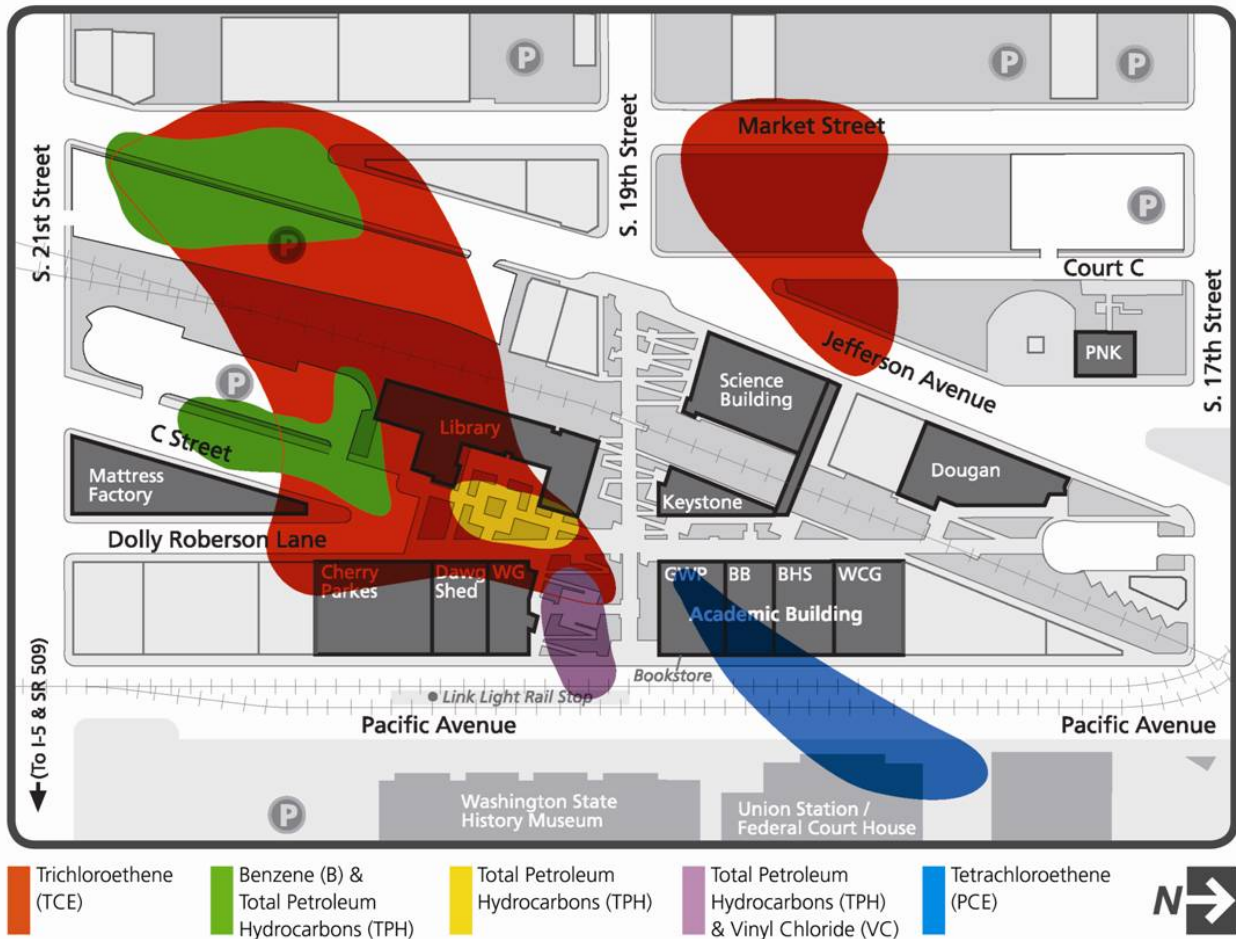 P
P
P
Market Street
S. 19th Street
S. 21st Street
P
P
Court C
S. 17th Street
PNK
Jefferson Avenue
Science
Building
P
Library
C Street
Mattress
Factory
Dougan
Keystone
Dolly Roberson Lane
Cherry
Parkes
Dawg
Shed
WG
GWP
BB
BHS
WCG
Academic Building
Bookstore
Link Light Rail Stop
Pacific Avenue
Pacific Avenue
(To I-5 & SR 509)
P
Washington State
History Museum
Union Station /
Federal Court House
Trichloroethene
(TCE)
Benzene (B) &
Total Petroleum
Hydrocarbons (TPH)
Total Petroleum
Hydrocarbons (TPH)
Total Petroleum
Hydrocarbons (TPH)
& Vinyl Chloride (VC)
Tetrachloroethene
(PCE)
N